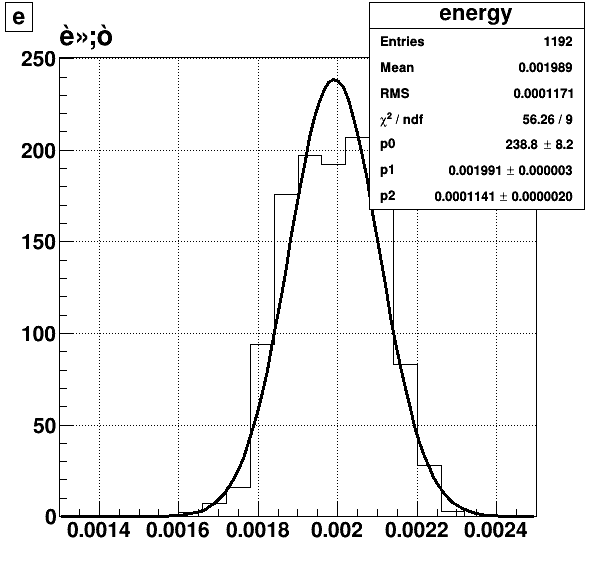 e
energy
è»;ò
Entries 1192
Mean 0.001989
RMS 0.0001171
χ² / ndf 56.26 / 9
p0 238.8 ± 8.2
p1 0.001991 ± 0.000003
p2 0.0001141 ± 0.0000020
250
200
150
100
50
0
0.0014 0.0016 0.0018 0.002 0.0022 0.0024